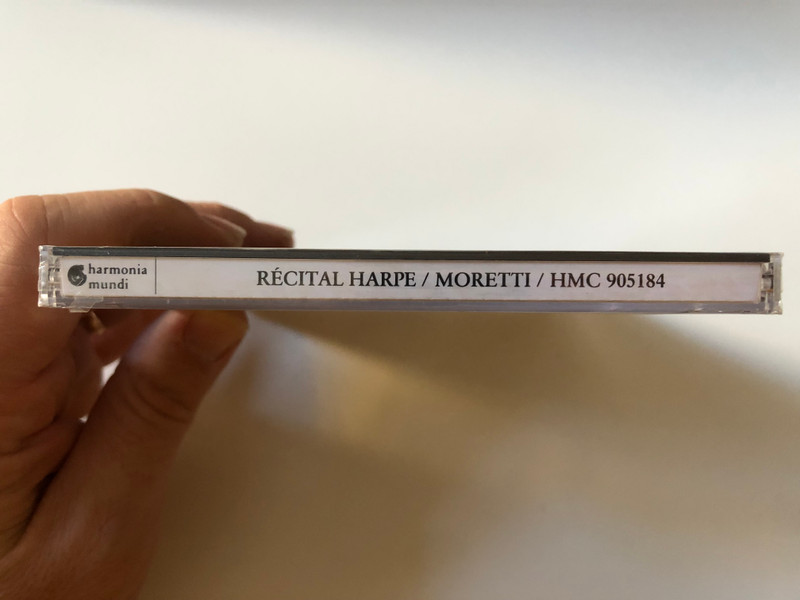 harmonia
mundi
RÉCITAL HARPE / MORETTI / HMC 905184